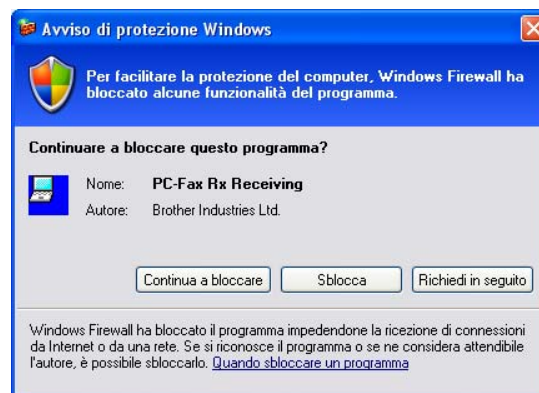 Avviso di protezione Windows
Per facilitare la protezione del computer, Windows Firewall ha
bloccato alcune funzionalità del programma.
Continuare a bloccare questo programma?
Nome: PC-Fax Rx Receiving
Autore: Brother Industries Ltd.
Continua a bloccare Sblocca Richiedi in seguito
Windows Firewall ha bloccato il programma impedendone la ricezione di connessioni
da Internet o da una rete. Se si riconosce il programma o se ne considera attendibile
l'autore, è possibile sbloccarlo. Quando sbloccare un programma